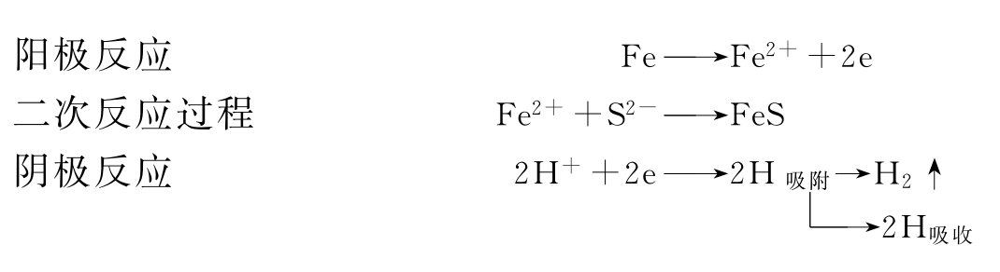 阳极反应 Fe⟶Fe²⁺ +2e
二次反应过程 Fe²⁺ +S²⁻⟶FeS
阴极反应 2H⁺ +2e⟶2H吸附→H₂↑
→2H吸收